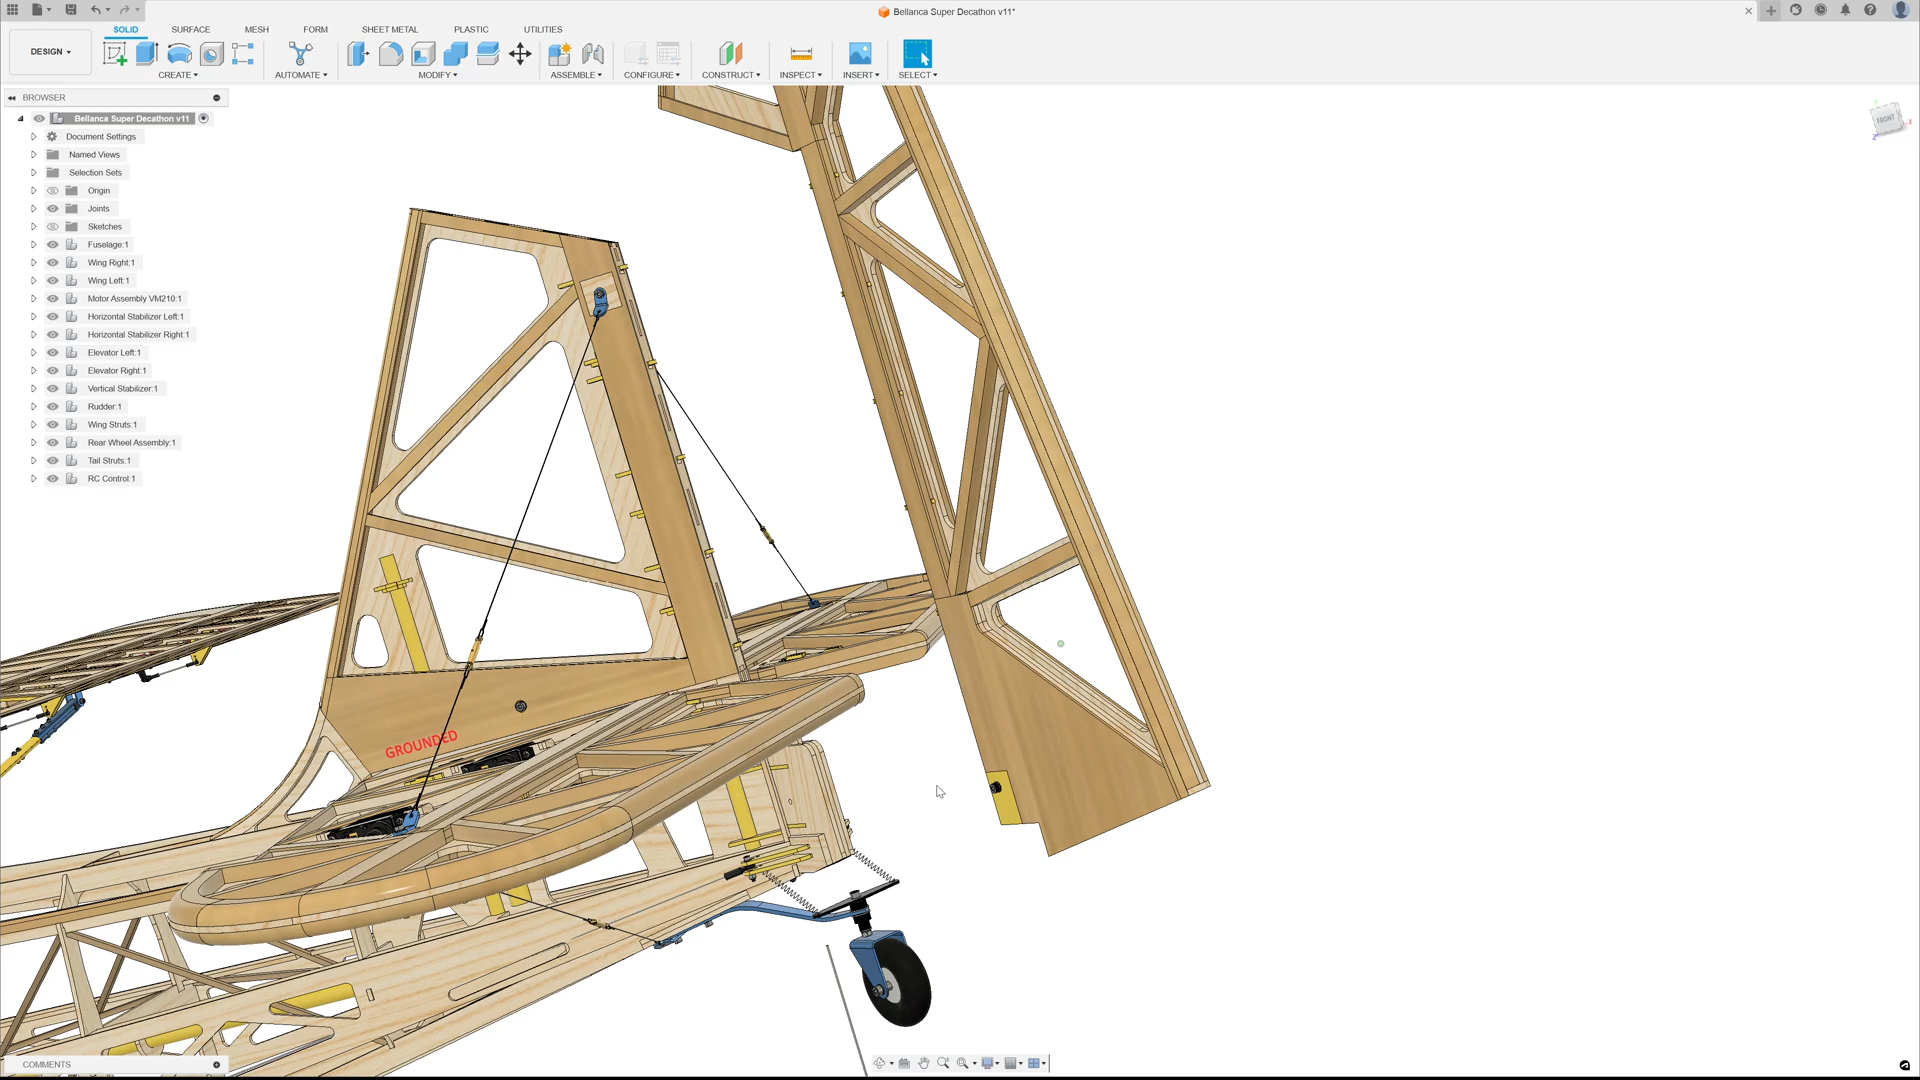 Bellanca Super Decathon v11*
SOLID
SURFACE
MESH
FORM
SHEET METAL
PLASTIC
UTILITIES
DESIGN
CREATE
AUTOMATE
MODIFY
ASSEMBLE
CONFIGURE
CONSTRUCT
INSPECT
INSERT
SELECT
BROWSER
Bellanca Super Decathon v11
Document Settings
Named Views
Selection Sets
Origin
Joints
Sketches
Fuselage:1
Wing Right:1
Wing Left:1
Motor Assembly VM210:1
Horizontal Stabilizer Left:1
Horizontal Stabilizer Right:1
Elevator Left:1
Elevator Right:1
Vertical Stabilizer:1
Rudder:1
Wing Struts:1
Rear Wheel Assembly:1
Tail Struts:1
RC Control:1
FRONT
X
Z
GROUNDED
COMMENTS